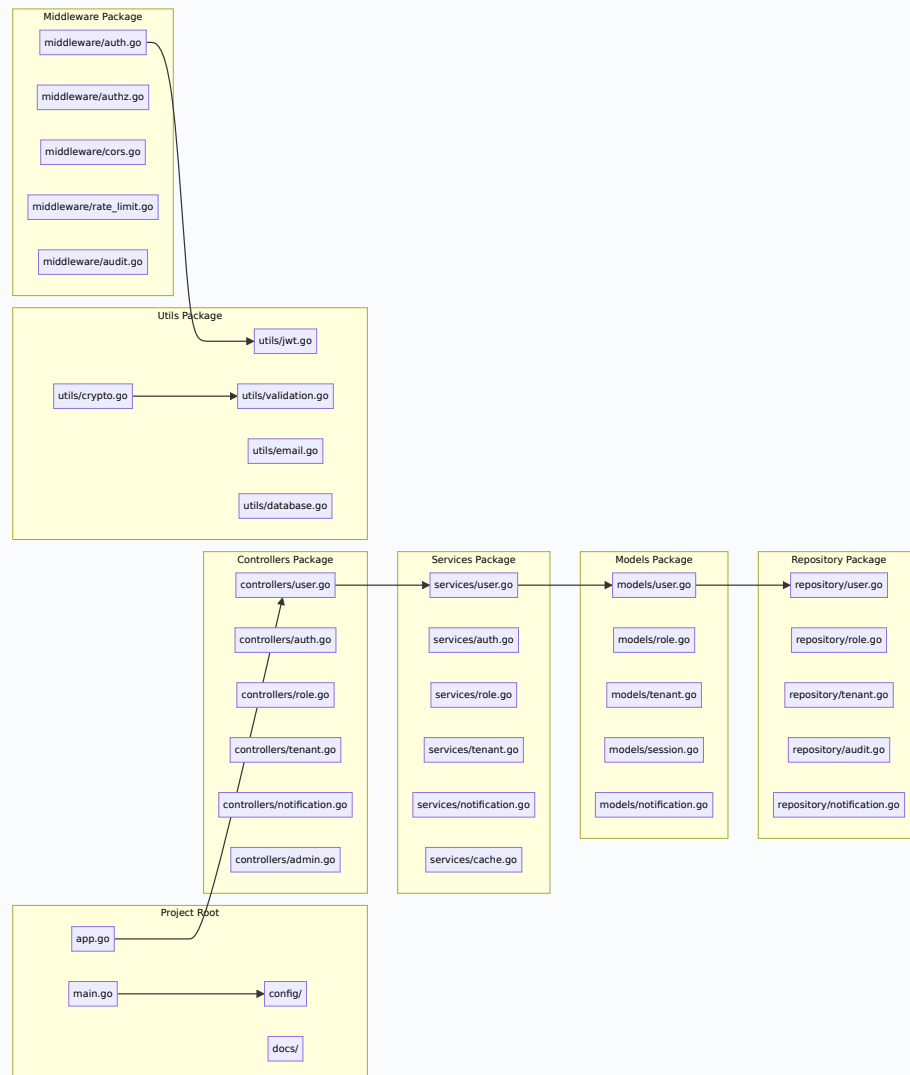 Middleware Package
middleware/auth.go
middleware/authz.go
middleware/cors.go
middleware/rate_limit.go
middleware/audit.go
Utils Package
utils/jwt.go
utils/crypto.go
utils/validation.go
utils/email.go
utils/database.go
Controllers Package
controllers/user.go
controllers/auth.go
controllers/role.go
controllers/tenant.go
controllers/notification.go
controllers/admin.go
Services Package
services/user.go
services/auth.go
services/role.go
services/tenant.go
services/notification.go
services/cache.go
Models Package
models/user.go
models/role.go
models/tenant.go
models/session.go
models/notification.go
Repository Package
repository/user.go
repository/role.go
repository/tenant.go
repository/audit.go
repository/notification.go
Project Root
app.go
main.go
config/
docs/